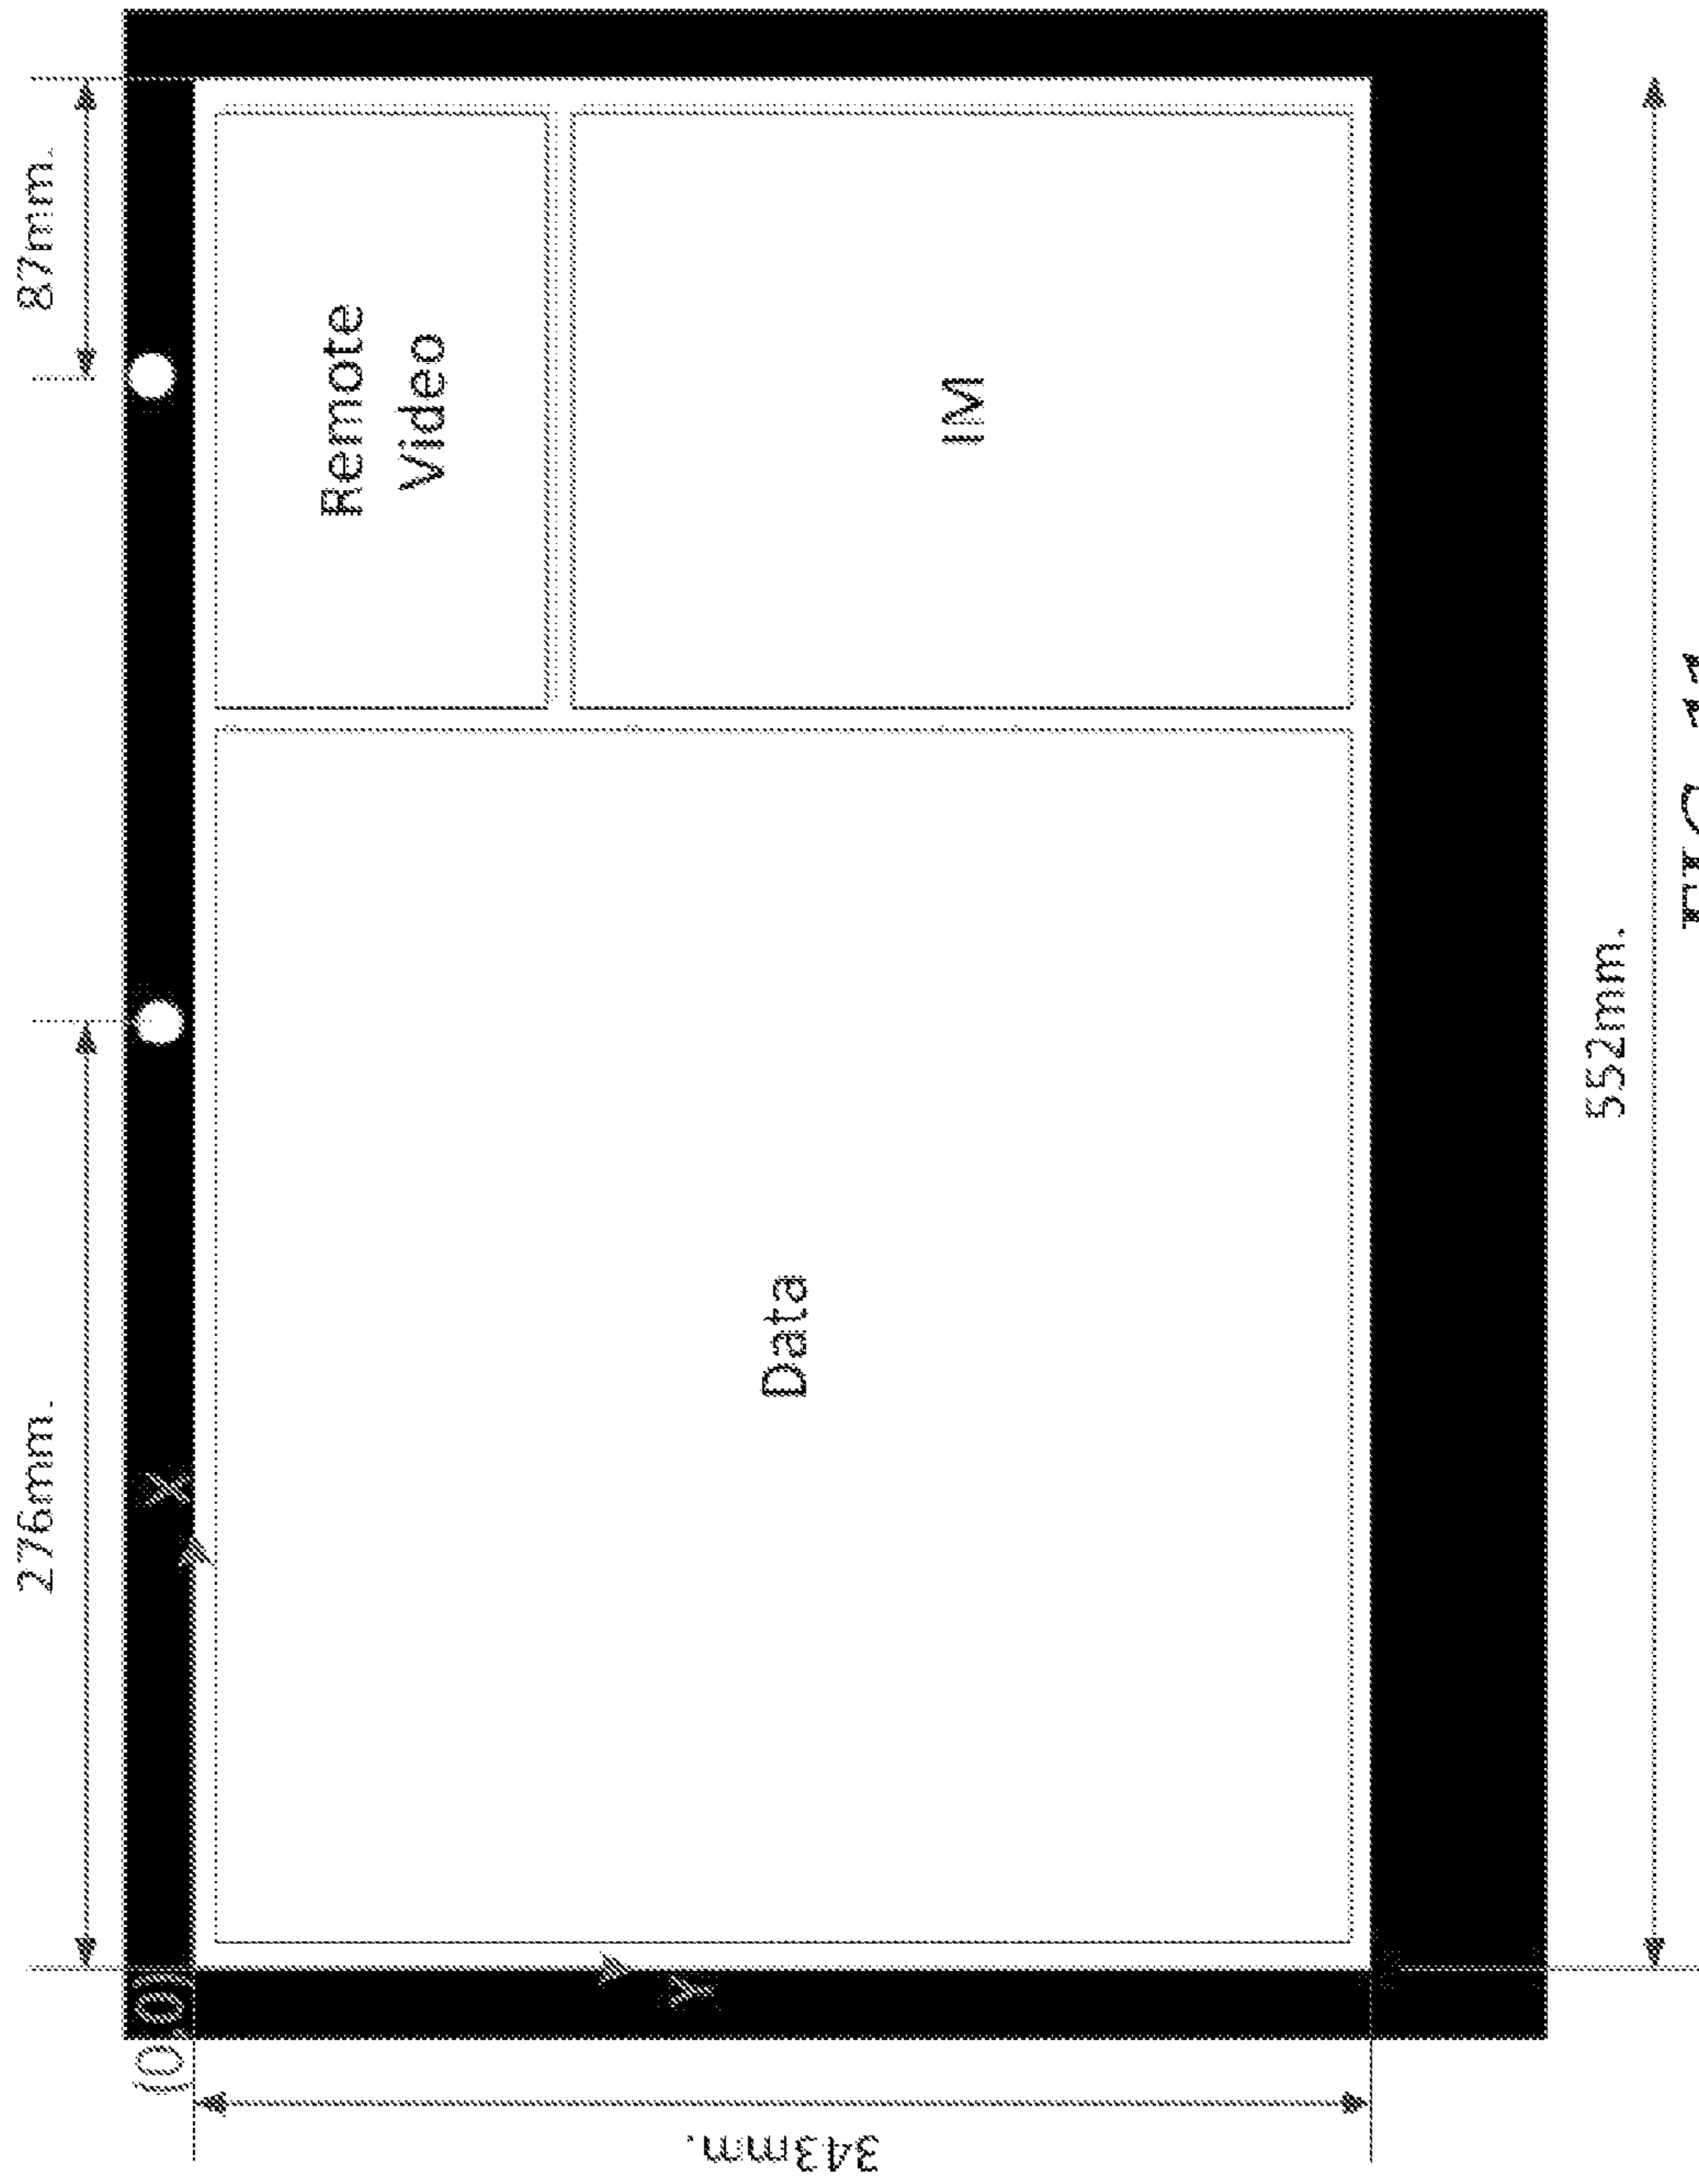 276mm.
87mm.
(0,0)
X
Y
Remote
Video
Data
IM
343mm.
552mm.